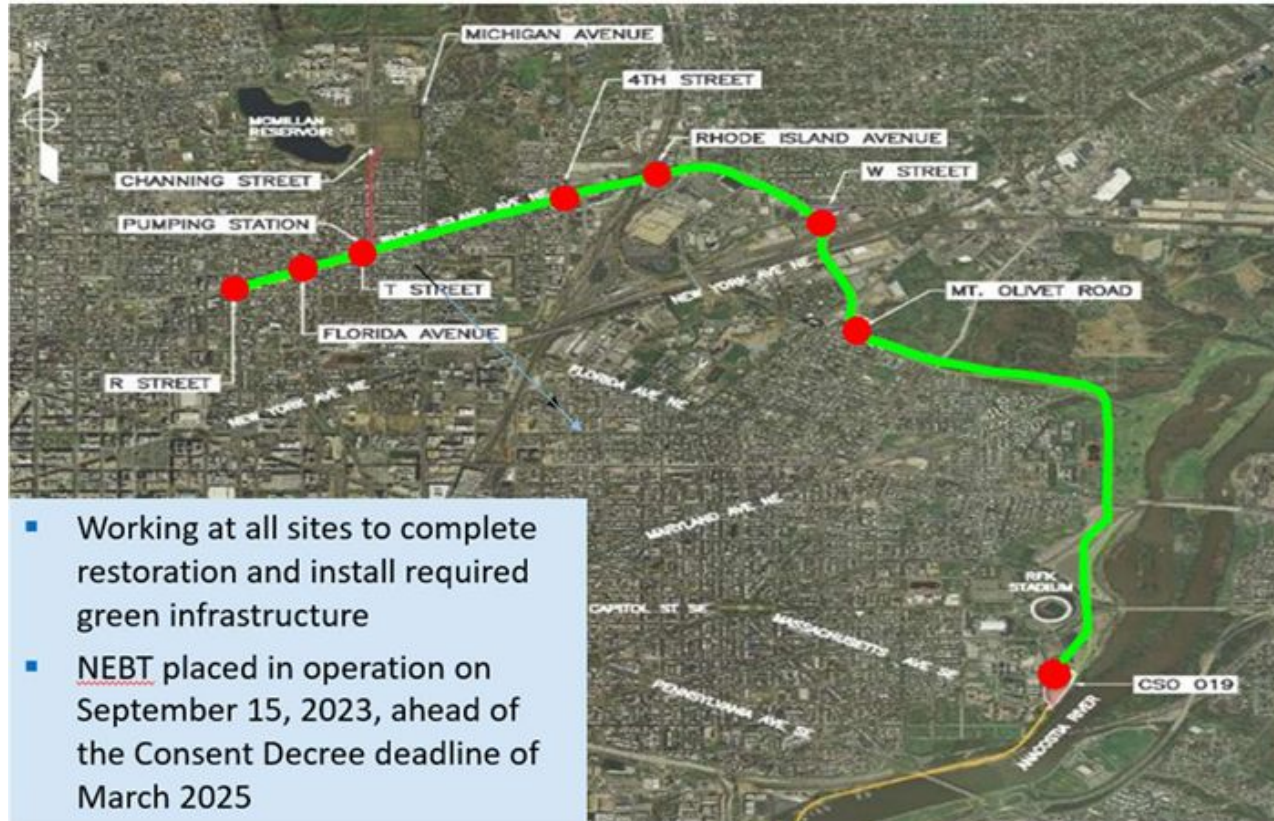 MICHIGAN AVENUE
4TH STREET
N
MCMILLAN
RESERVOIR
RHODE ISLAND AVENUE
CHANNING STREET
W STREET
RHODE ISLAND AVE NE
PUMPING STATION
NEW YORK AVE NE
T STREET
MT. OLIVET ROAD
FLORIDA AVENUE
R STREET
FLORIDA AVE NE
NEW YORK AVE NE
MARYLAND AVE NE
RFK
STADIUM
CAPITOL ST SE
MASSACHUSETTS AVE SE
PENNSYLVANIA AVE SE
CSO 019
ANACOSTIA RIVER
▪ Working at all sites to complete
restoration and install required
green infrastructure
▪ NEBT placed in operation on
September 15, 2023, ahead of
the Consent Decree deadline of
March 2025